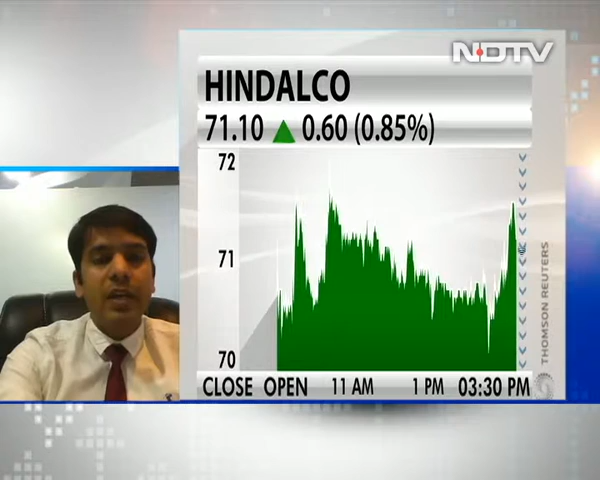 NDTV
HINDALCO
71.10 ▲ 0.60 (0.85%)
72
71
70
CLOSE OPEN 11 AM 1 PM 03:30 PM
THOMSON REUTERS